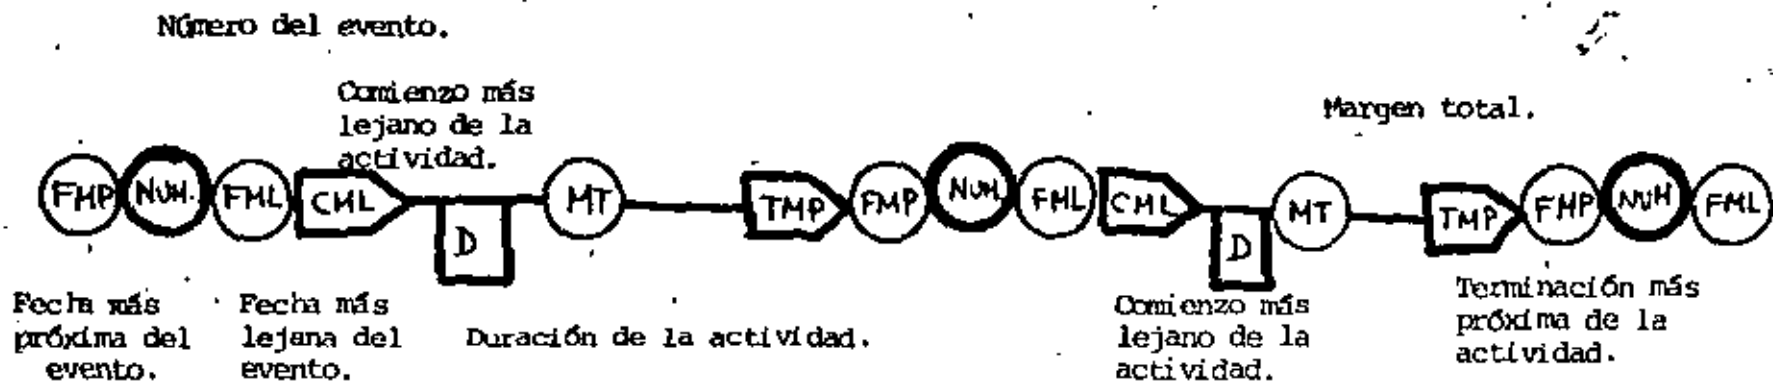 Número del evento.
Comienzo más
lejano de la
actividad.
Margen total.
FMP NUM. FML CML D MT TMP FMP NUM. FML CML D MT TMP FMP NUM FML
Fecha más
próxima del
evento.
Fecha más
lejana del
evento.
Duración de la actividad.
Comienzo más
lejano de la
actividad.
Terminación más
próxima de la
actividad.